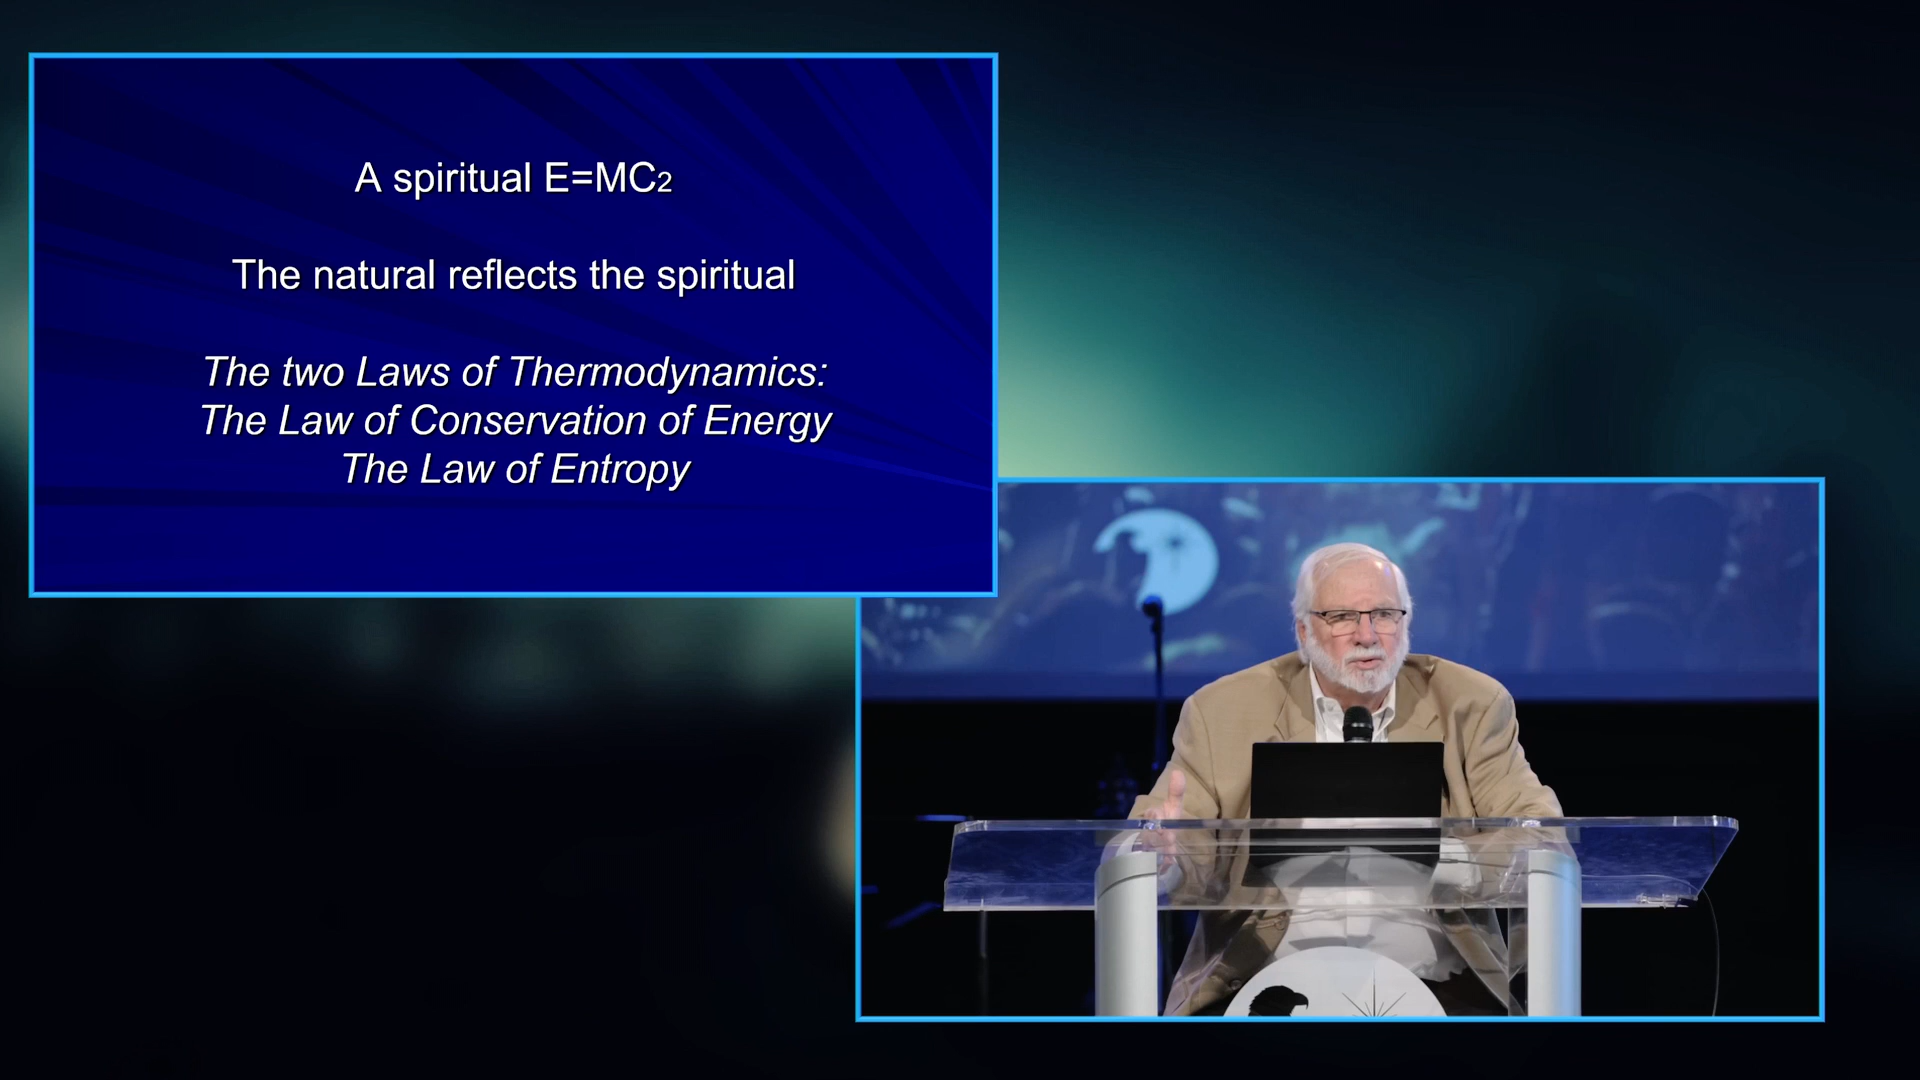 A spiritual E=MC2
The natural reflects the spiritual
The two Laws of Thermodynamics:
The Law of Conservation of Energy
The Law of Entropy